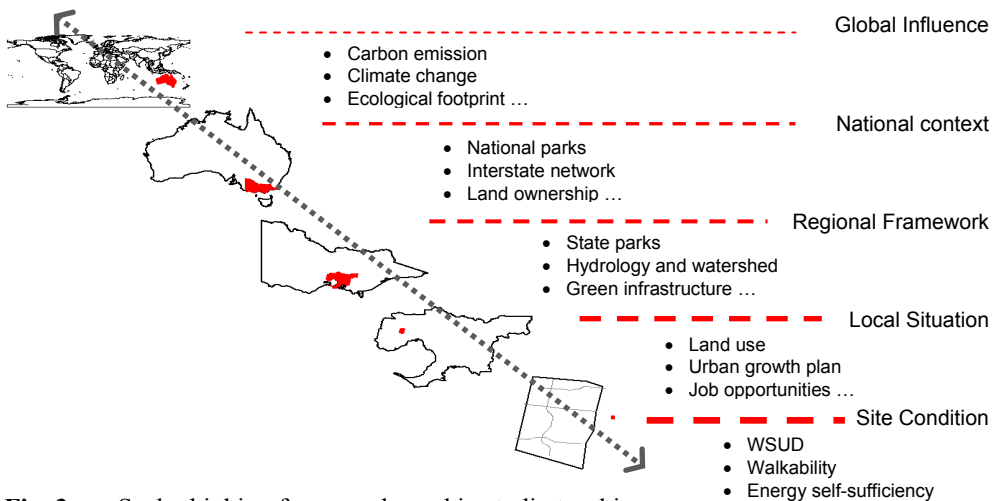 Global Influence
• Carbon emission
• Climate change
• Ecological footprint …
National context
• National parks
• Interstate network
• Land ownership …
Regional Framework
• State parks
• Hydrology and watershed
• Green infrastructure …
Local Situation
• Land use
• Urban growth plan
• Job opportunities …
Site Condition
• WSUD
• Walkability
• Energy self-sufficiency